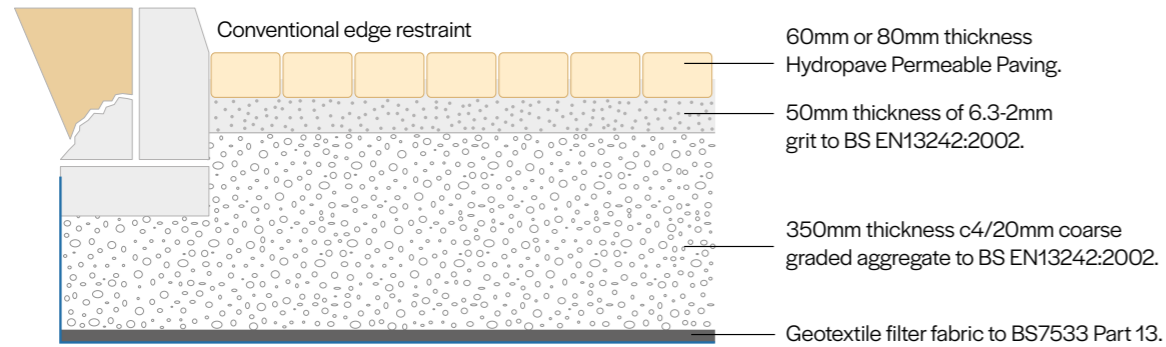 Conventional edge restraint
60mm or 80mm thickness
Hydropave Permeable Paving.
50mm thickness of 6.3-2mm
grit to BS EN13242:2002.
350mm thickness c4/20mm coarse
graded aggregate to BS EN13242:2002.
Geotextile filter fabric to BS7533 Part 13.